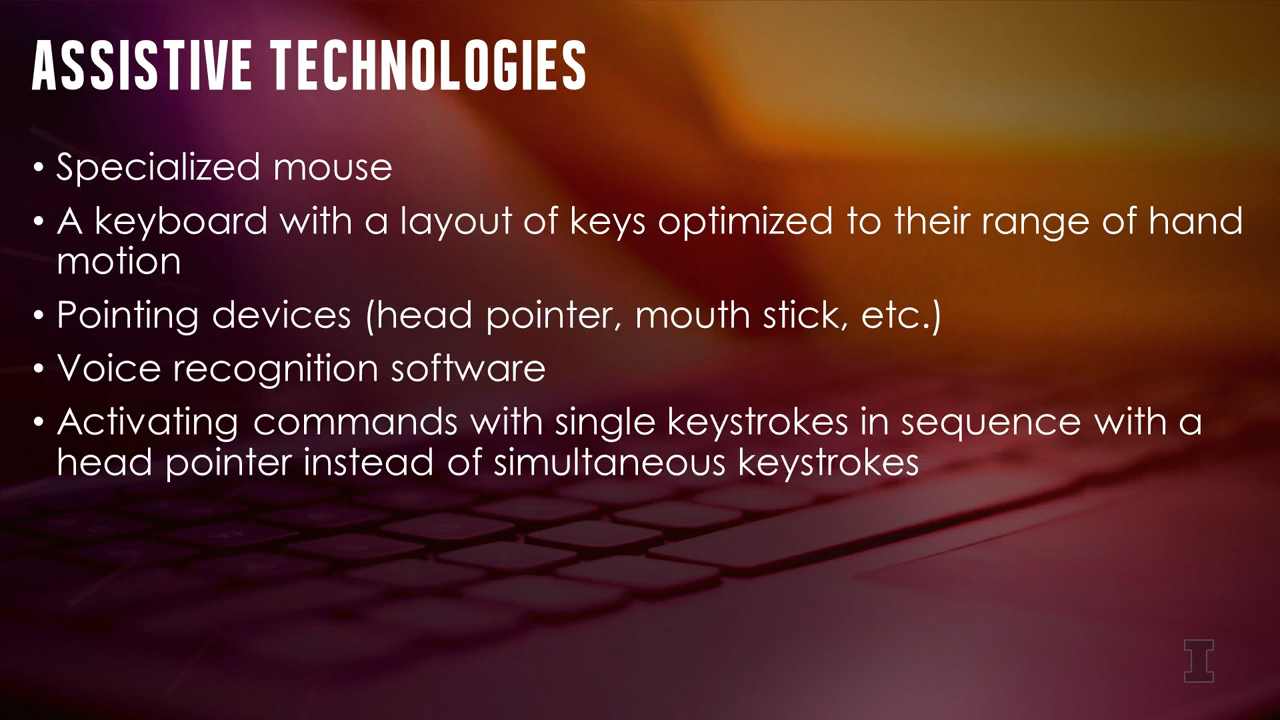 ASSISTIVE TECHNOLOGIES
• Specialized mouse
• A keyboard with a layout of keys optimized to their range of hand
motion
• Pointing devices (head pointer, mouth stick, etc.)
• Voice recognition software
• Activating commands with single keystrokes in sequence with a
head pointer instead of simultaneous keystrokes
I